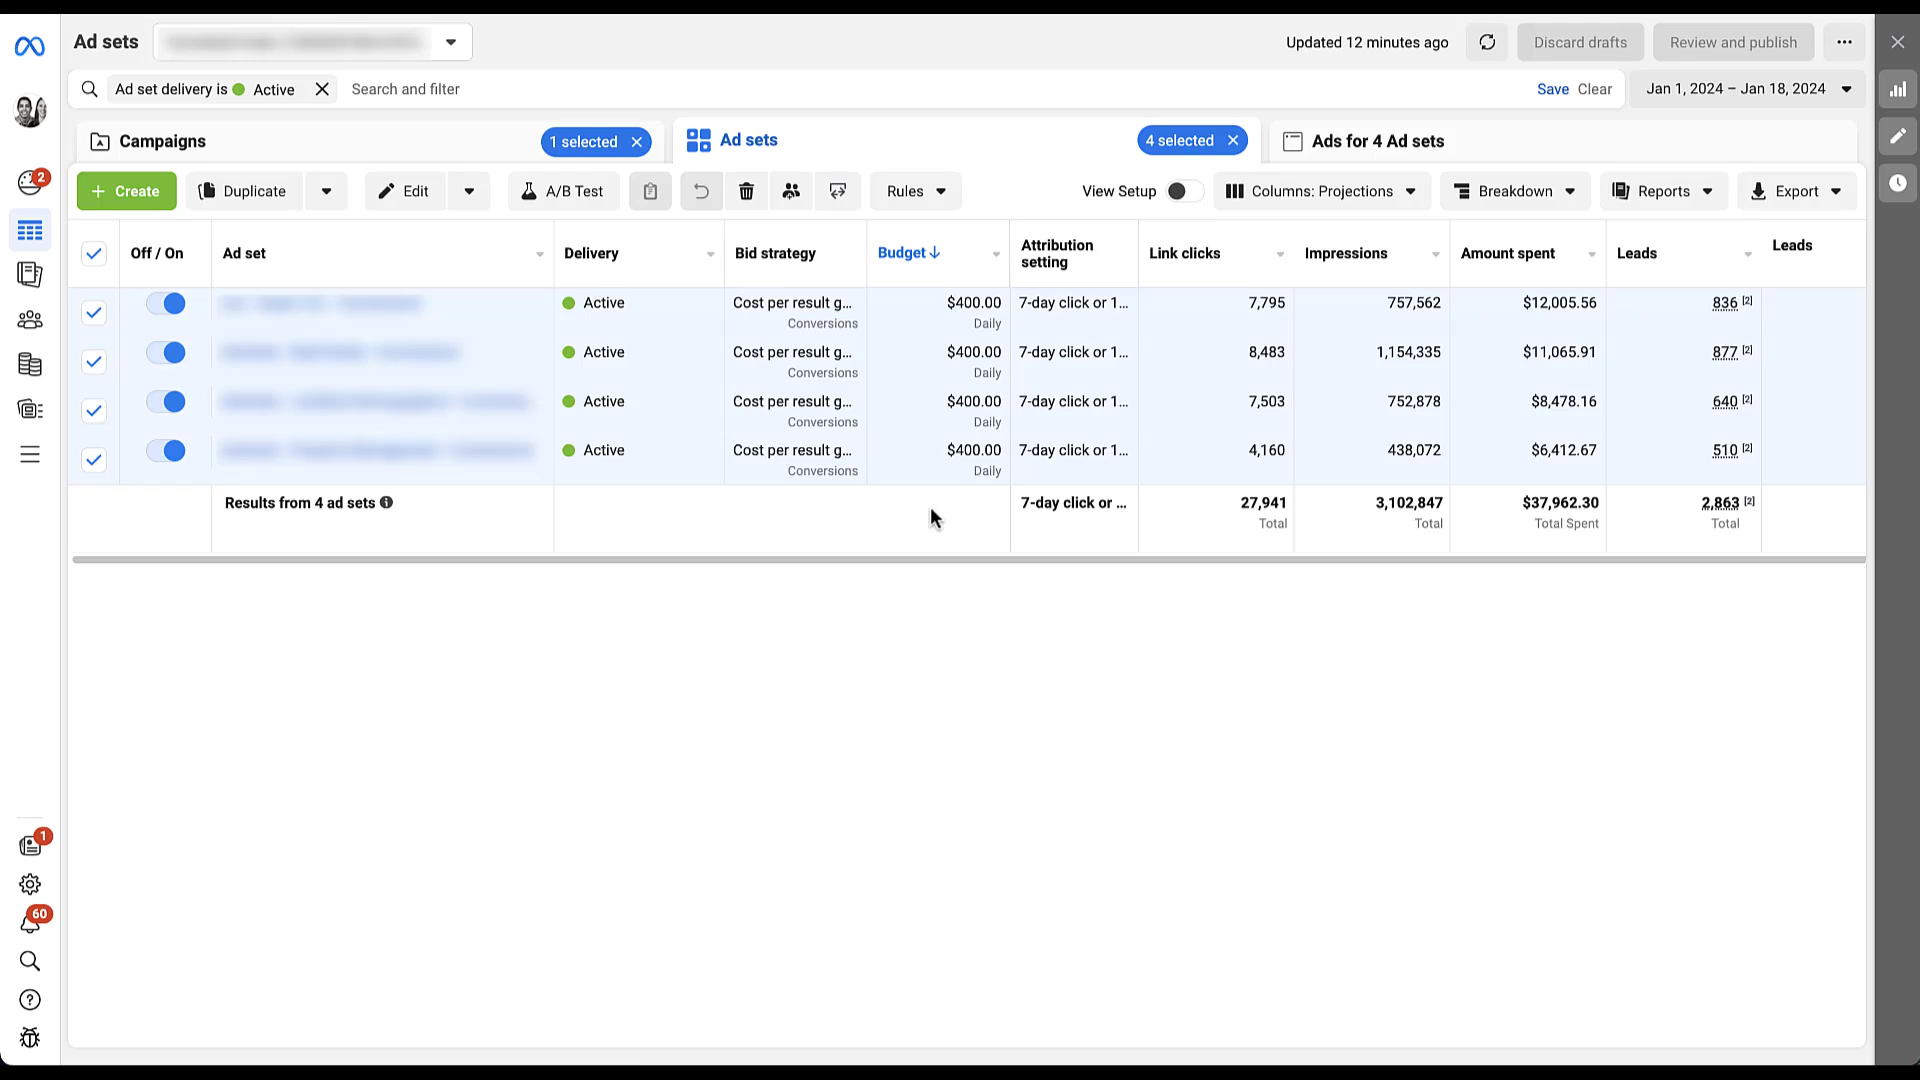 Ad sets
Updated 12 minutes ago
Discard drafts
Review and publish
Ad set delivery is Active
Search and filter
Save Clear
Jan 1, 2024 – Jan 18, 2024
Campaigns
1 selected
Ad sets
4 selected
Ads for 4 Ad sets
2
+ Create
Duplicate
Edit
A/B Test
Rules
View Setup
Columns: Projections
Breakdown
Reports
Export
Off / On
Ad set
Delivery
Bid strategy
Budget↓
Attribution
setting
Link clicks
Impressions
Amount spent
Leads
Leads
Active Cost per result g... $400.00 7-day click or 1... 7,795 757,562 $12,005.56 836 [2]
Conversions Daily
Active Cost per result g... $400.00 7-day click or 1... 8,483 1,154,335 $11,065.91 877 [2]
Conversions Daily
Active Cost per result g... $400.00 7-day click or 1... 7,503 752,878 $8,478.16 640 [2]
Conversions Daily
Active Cost per result g... $400.00 7-day click or 1... 4,160 438,072 $6,412.67 510 [2]
Conversions Daily
Results from 4 ad sets 7-day click or ... 27,941 3,102,847 $37,962.30 2,863 [2]
Total Total Total Spent Total
1
60